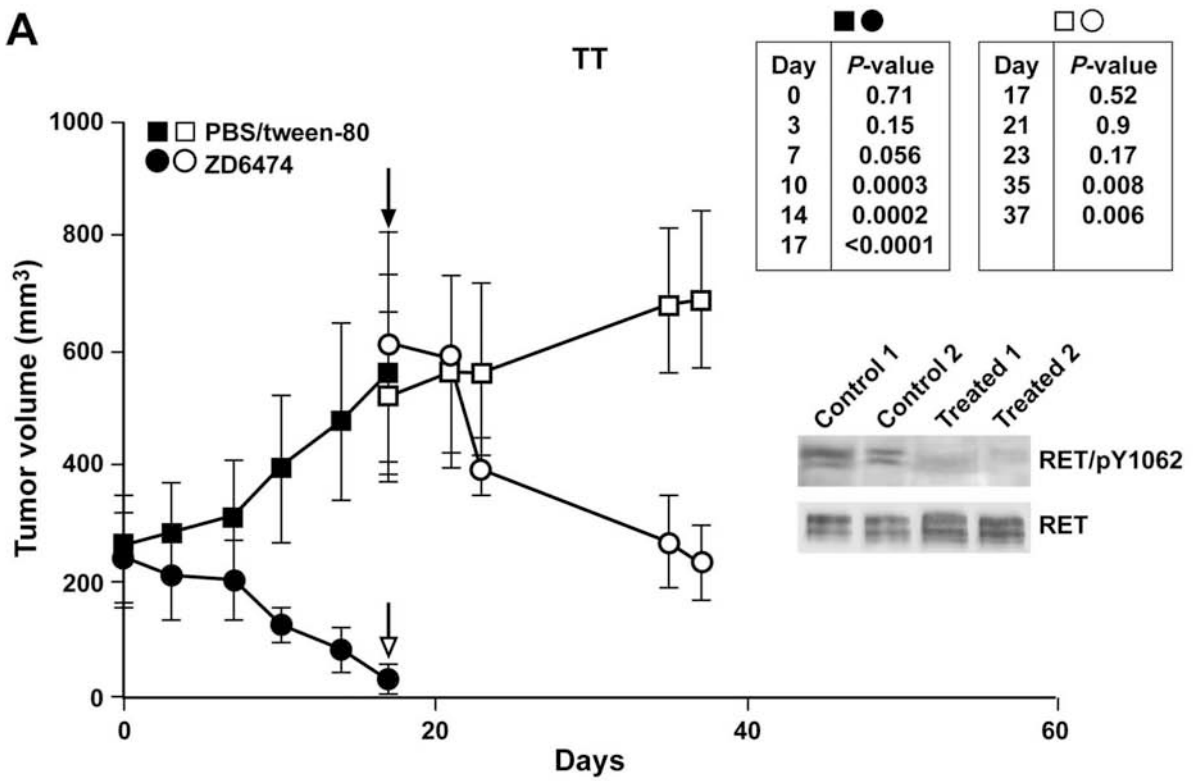 A
TT
PBS/tween-80
ZD6474
Tumor volume (mm³)
1000
800
600
400
200
0
0 20 40 60
Days
Day P-value
0 0.71
3 0.15
7 0.056
10 0.0003
14 0.0002
17 <0.0001
Day P-value
17 0.52
21 0.9
23 0.17
35 0.008
37 0.006
Control 1
Control 2
Treated 1
Treated 2
RET/pY1062
RET